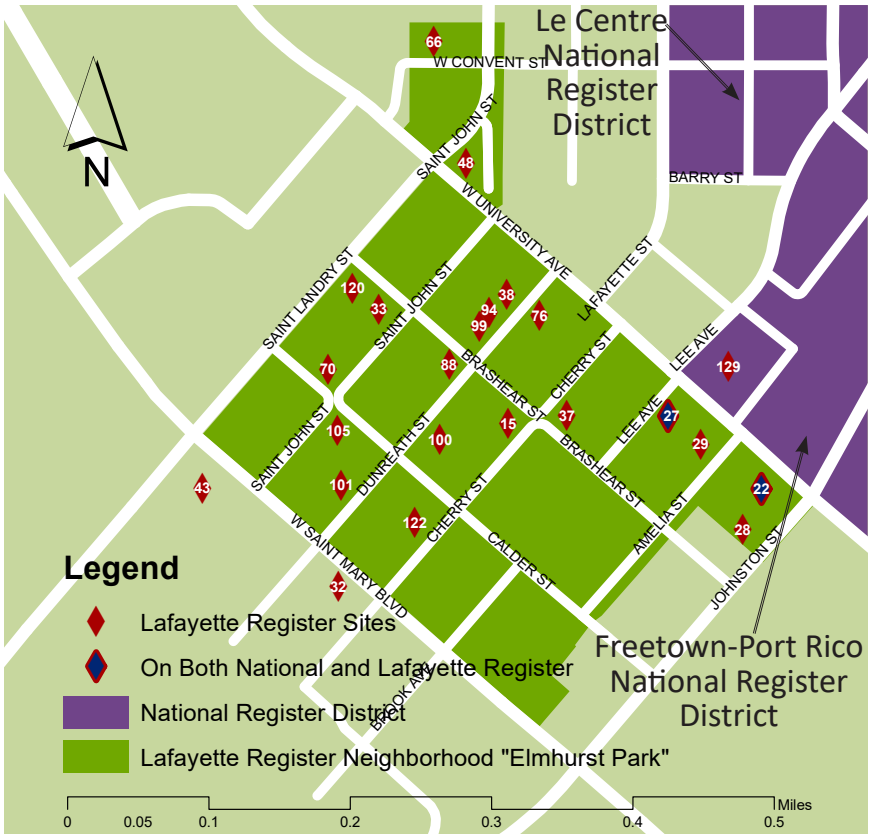 Le Centre
National
Register
District
66
W CONVENT ST
SAINT JOHN ST
48
N
BARRY ST
W UNIVERSITY AVE
LAFAYETTE ST
SAINT LANDRY ST
SAINT JOHN ST
120
33
38
94
99
76
LEE AVE
CHERRY ST
129
70
88
BRASHEAR ST
LEE AVE
27
37
15
29
105
SAINT JOHN ST
DUNREATH ST
100
BRASHEAR ST
43
101
22
122
CHERRY ST
AMELIA ST
28
W SAINT MARY BLVD
CALDER ST
JOHNSTON ST
32
BROOK AVE
Freetown-Port Rico
National Register
District
Legend
Lafayette Register Sites
On Both National and Lafayette Register
National Register District
Lafayette Register Neighborhood "Elmhurst Park"
Miles
0 0.05 0.1 0.2 0.3 0.4 0.5